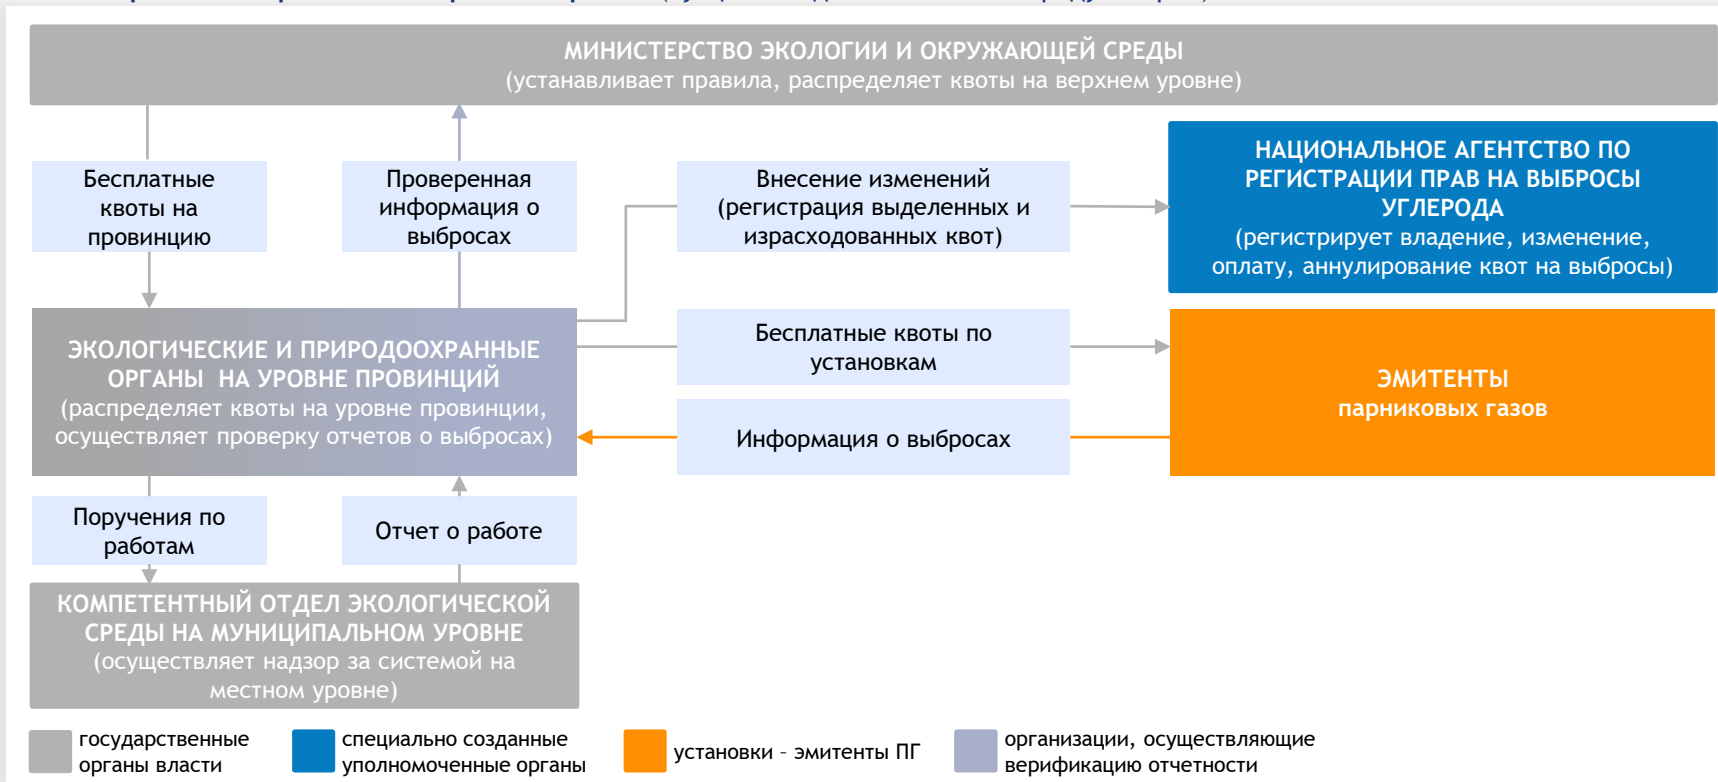 МИНИСТЕРСТВО ЭКОЛОГИИ И ОКРУЖАЮЩЕЙ СРЕДЫ
(устанавливает правила, распределяет квоты на верхнем уровне)
Бесплатные
квоты на
провинцию
Проверенная
информация о
выбросах
Внесение изменений
(регистрация выделенных и
израсходованных квот)
НАЦИОНАЛЬНОЕ АГЕНТСТВО ПО
РЕГИСТРАЦИИ ПРАВ НА ВЫБРОСЫ
УГЛЕРОДА
(регистрирует владение, изменение,
оплату, аннулирование квот на выбросы)
ЭКОЛОГИЧЕСКИЕ И ПРИРОДООХРАННЫЕ
ОРГАНЫ НА УРОВНЕ ПРОВИНЦИЙ
(распределяет квоты на уровне провинции,
осуществляет проверку отчетов о выбросах)
Бесплатные квоты по
установкам
ЭМИТЕНТЫ
парниковых газов
Информация о выбросах
Поручения по
работам
Отчет о работе
КОМПЕТЕНТНЫЙ ОТДЕЛ ЭКОЛОГИЧЕСКОЙ
СРЕДЫ НА МУНИЦИПАЛЬНОМ УРОВНЕ
(осуществляет надзор за системой на
местном уровне)
государственные
органы власти
специально созданные
уполномоченные органы
установки - эмитенты ПГ
организации, осуществляющие
верификацию отчетности